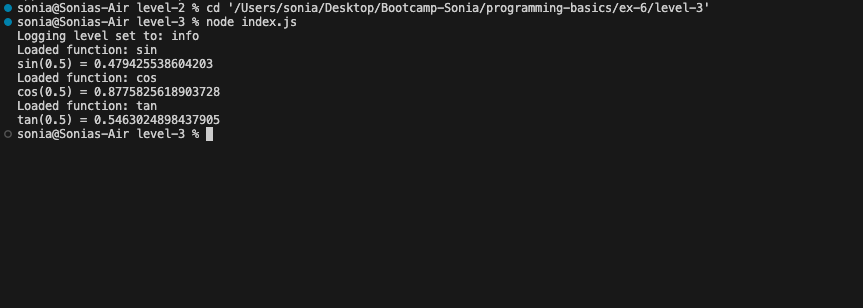 sonia@Sonias-Air level-2 % cd '/Users/sonia/Desktop/Bootcamp-Sonia/programming-basics/ex-6/level-3'
sonia@Sonias-Air level-3 % node index.js
Logging level set to: info
Loaded function: sin
sin(0.5) = 0.479425538604203
Loaded function: cos
cos(0.5) = 0.8775825618903728
Loaded function: tan
tan(0.5) = 0.5463024898437905
sonia@Sonias-Air level-3 %